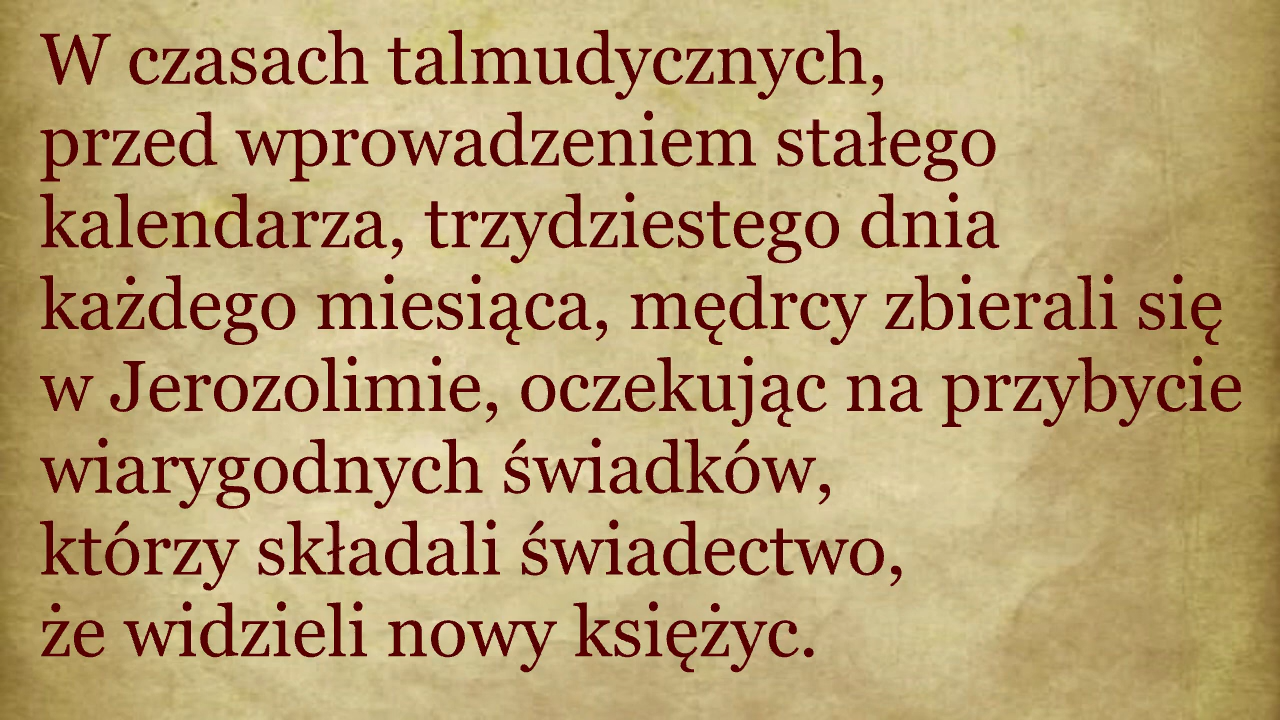 W czasach talmudycznych,
przed wprowadzeniem stałego
kalendarza, trzydziestego dnia
każdego miesiąca, mędrcy zbierali się
w Jerozolimie, oczekując na przybycie
wiarygodnych świadków,
którzy składali świadectwo,
że widzieli nowy księżyc.